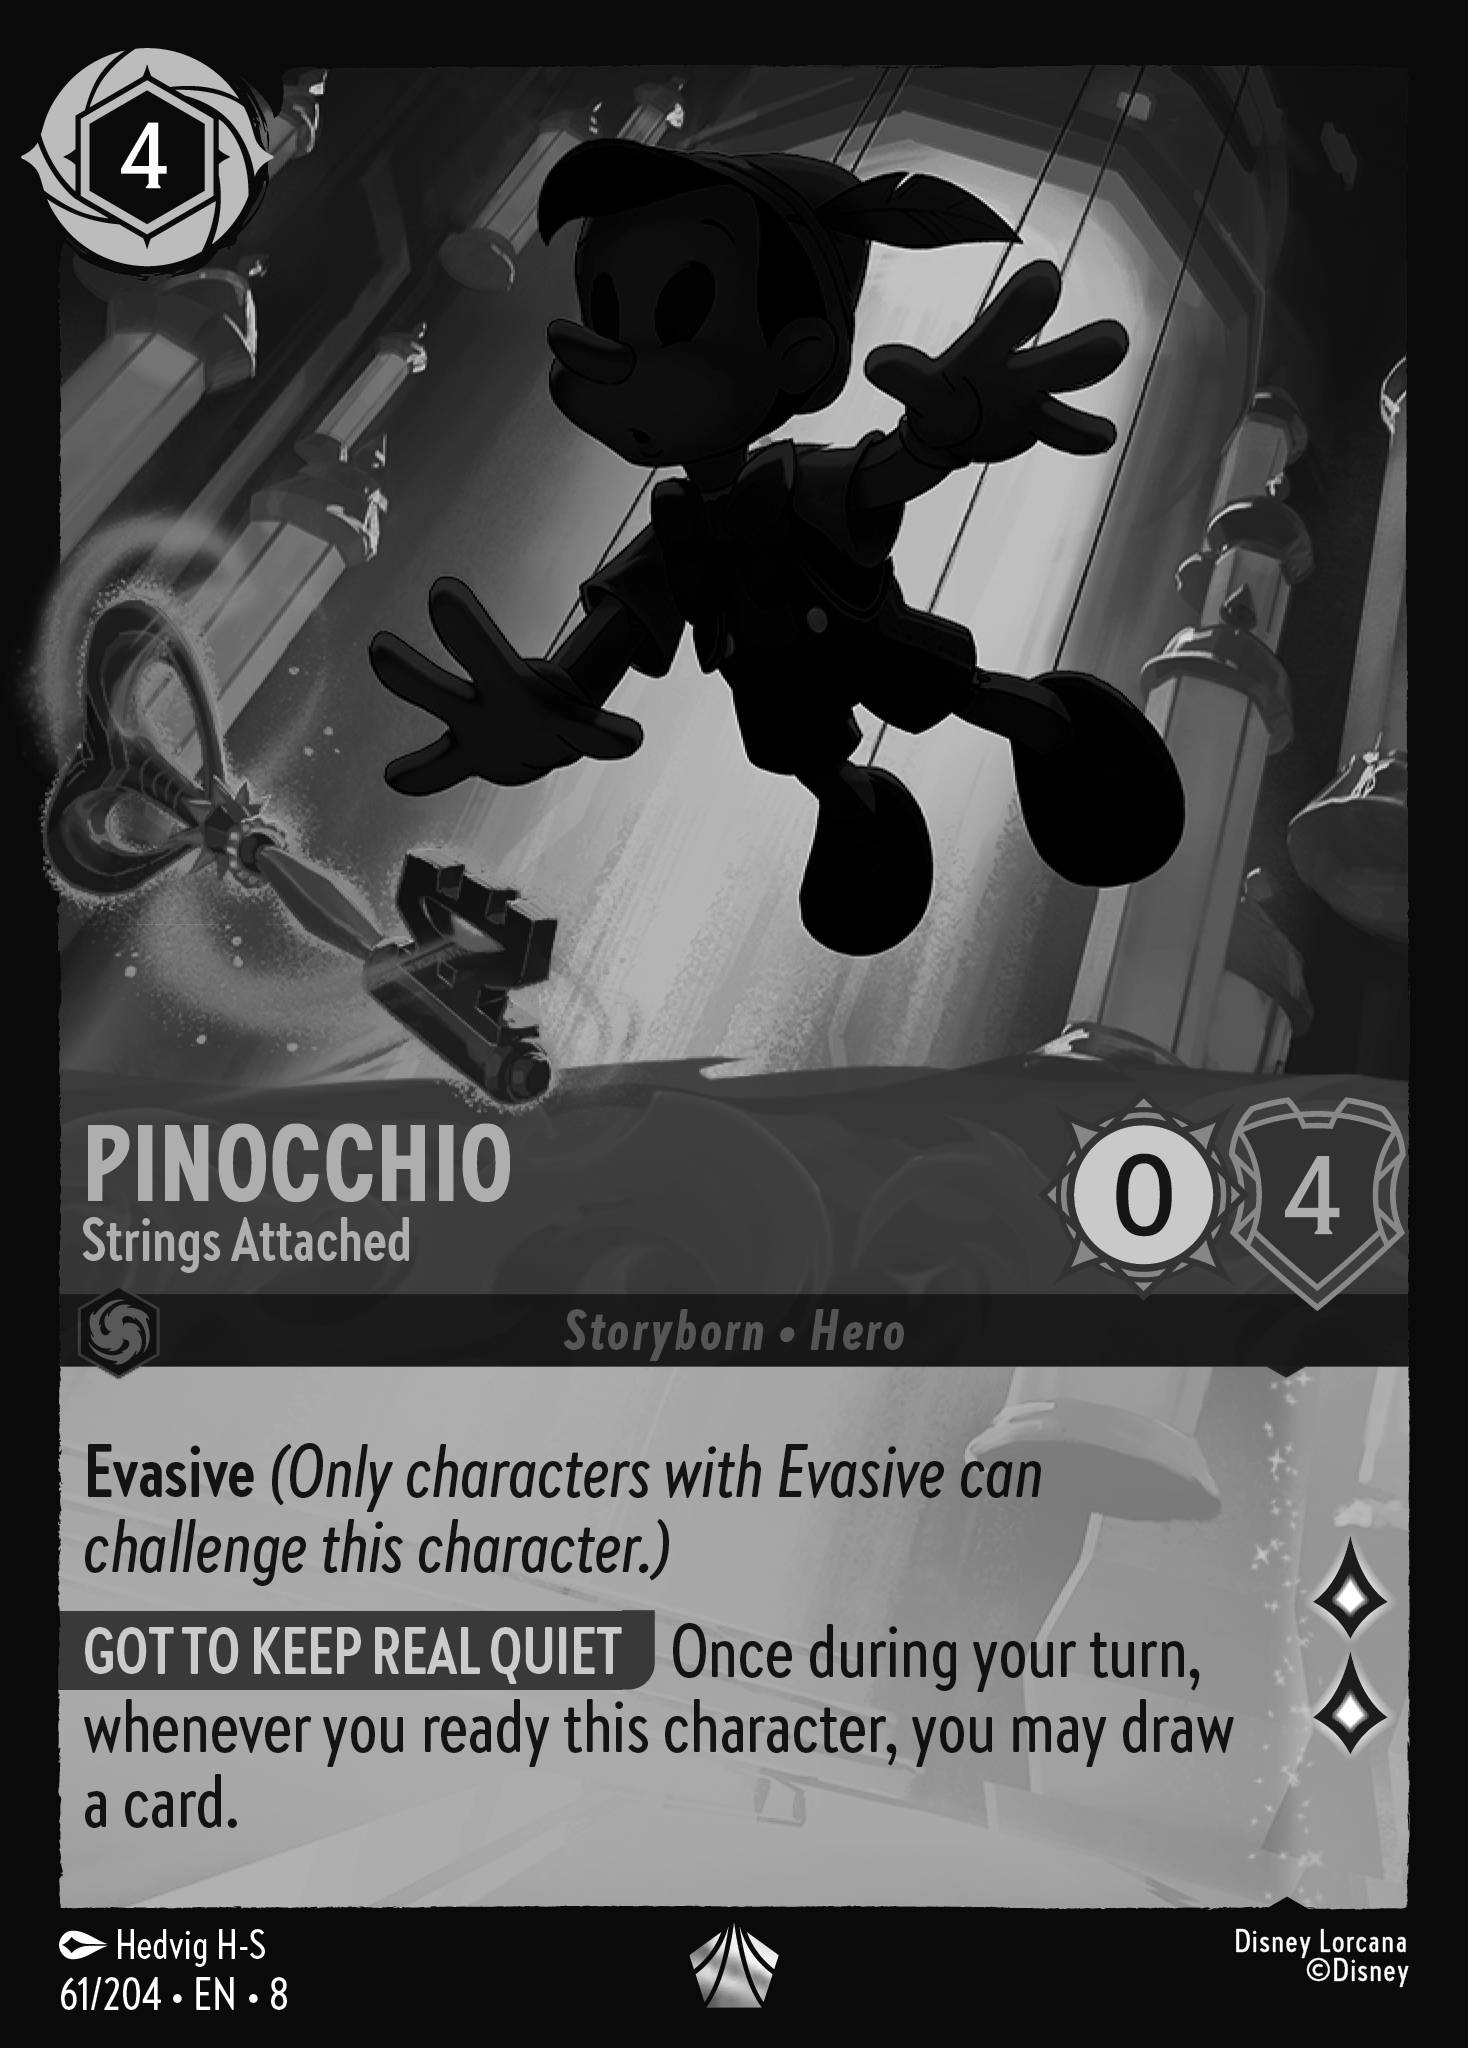 4
PINOCCHIO
Strings Attached
0 4
Storyborn • Hero
Evasive (Only characters with Evasive can
challenge this character.)
GOT TO KEEP REAL QUIET Once during your turn,
whenever you ready this character, you may draw
a card.
Hedvig H-S
61/204 • EN • 8
Disney Lorcana
©Disney